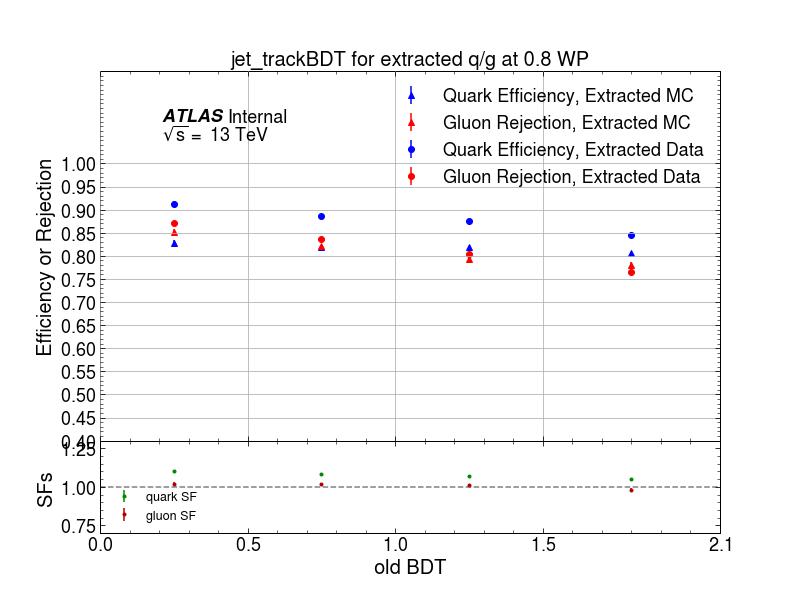 jet_trackBDT for extracted q/g at 0.8 WP
ATLAS Internal
√s = 13 TeV
Quark Efficiency, Extracted MC
Gluon Rejection, Extracted MC
Quark Efficiency, Extracted Data
Gluon Rejection, Extracted Data
Efficiency or Rejection
1.00
0.95
0.90
0.85
0.80
0.75
0.70
0.65
0.60
0.55
0.50
0.45
0.40
SFs
1.25
1.00
0.75
quark SF
gluon SF
0.0 0.5 1.0 1.5 2.1
old BDT